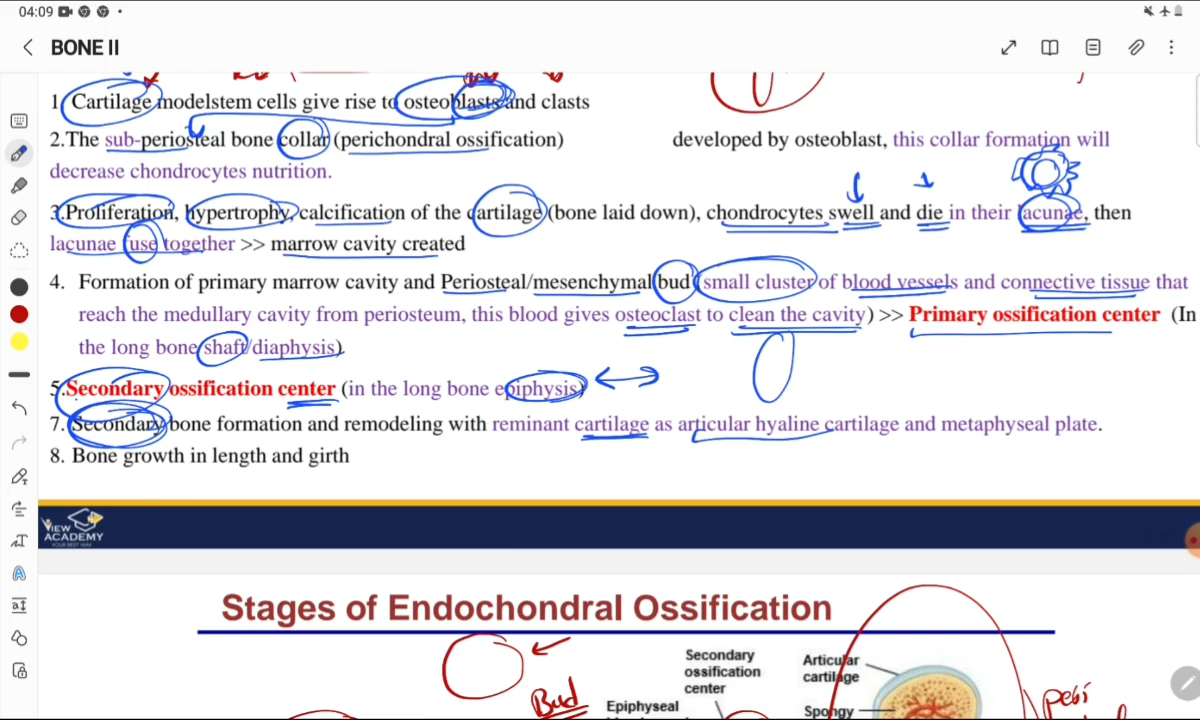 04:09
BONE II
1 Cartilage modelstem cells give rise to osteoblasts and clasts
2.The sub-periosteal bone collar (perichondral ossification) developed by osteoblast, this collar formation will
decrease chondrocytes nutrition.
3.Proliferation, hypertrophy, calcification of the cartilage (bone laid down), chondrocytes swell and die in their lacunae, then
lacunae fuse together >> marrow cavity created
4. Formation of primary marrow cavity and Periosteal/mesenchymal bud (small cluster of blood vessels and connective tissue that
reach the medullary cavity from periosteum, this blood gives osteoclast to clean the cavity) >> Primary ossification center (In
the long bone shaft/diaphysis)
5.Secondary ossification center (in the long bone epiphysis)
7. Secondary bone formation and remodeling with reminant cartilage as articular hyaline cartilage and metaphyseal plate.
8. Bone growth in length and girth
VIEW
ACADEMY
YOUR BEST WAY
Stages of Endochondral Ossification
Secondary
ossification
center
Articular
cartilage
Bud
Epiphyseal
Spongy
peri